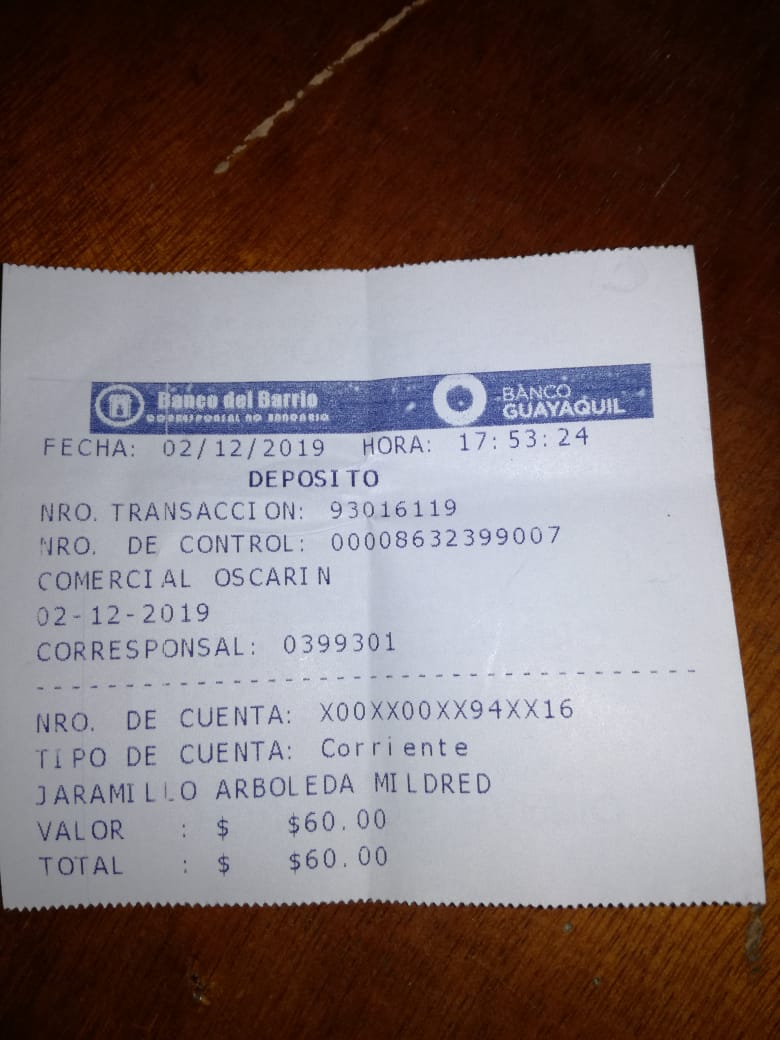 Banco del Barrio
CORRESPONSAL NO BANCARIO
BANCO
GUAYAQUIL
FECHA: 02/12/2019 HORA: 17:53:24
DEPOSITO
NRO. TRANSACCION: 93016119
NRO. DE CONTROL: 00008632399007
COMERCIAL OSCARIN
02-12-2019
CORRESPONSAL: 0399301
--------------------------------------
NRO. DE CUENTA: X00XX00XX94XX16
TIPO DE CUENTA: Corriente
JARAMILLO ARBOLEDA MILDRED
VALOR : $ $60.00
TOTAL : $ $60.00